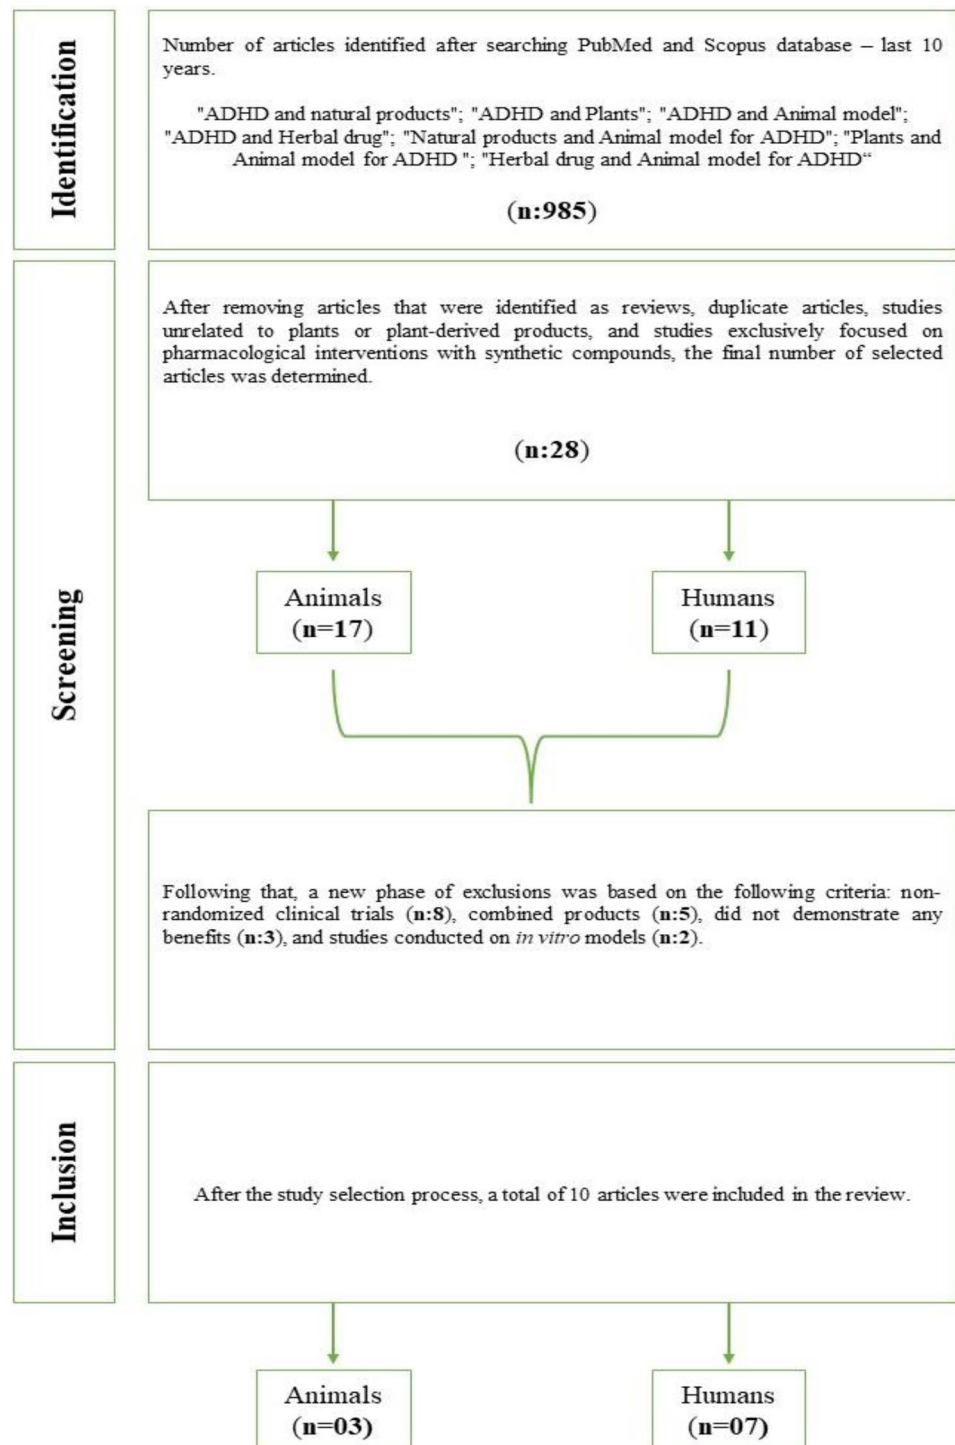 Identification
Number of articles identified after searching PubMed and Scopus database – last 10
years.
"ADHD and natural products"; "ADHD and Plants"; "ADHD and Animal model";
"ADHD and Herbal drug"; "Natural products and Animal model for ADHD"; "Plants and
Animal model for ADHD "; "Herbal drug and Animal model for ADHD“
(n:985)
Screening
After removing articles that were identified as reviews, duplicate articles, studies
unrelated to plants or plant-derived products, and studies exclusively focused on
pharmacological interventions with synthetic compounds, the final number of selected
articles was determined.
(n:28)
Animals
(n=17)
Humans
(n=11)
Following that, a new phase of exclusions was based on the following criteria: non-
randomized clinical trials (n:8), combined products (n:5), did not demonstrate any
benefits (n:3), and studies conducted on in vitro models (n:2).
Inclusion
After the study selection process, a total of 10 articles were included in the review.
Animals
(n=03)
Humans
(n=07)